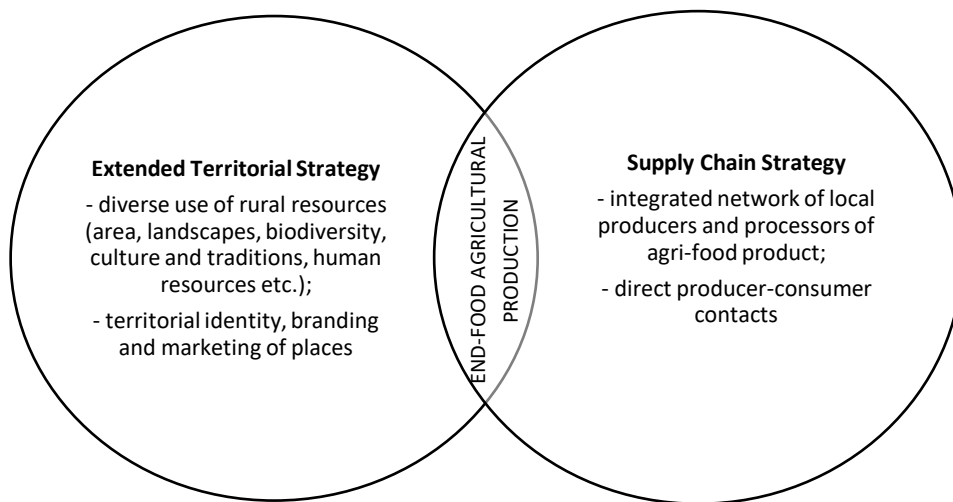 Extended Territorial Strategy
- diverse use of rural resources
(area, landscapes, biodiversity,
culture and traditions, human
resources etc.);
- territorial identity, branding
and marketing of places
END-FOOD AGRICULTURAL
PRODUCTION
Supply Chain Strategy
- integrated network of local
producers and processors of
agri-food product;
- direct producer-consumer
contacts